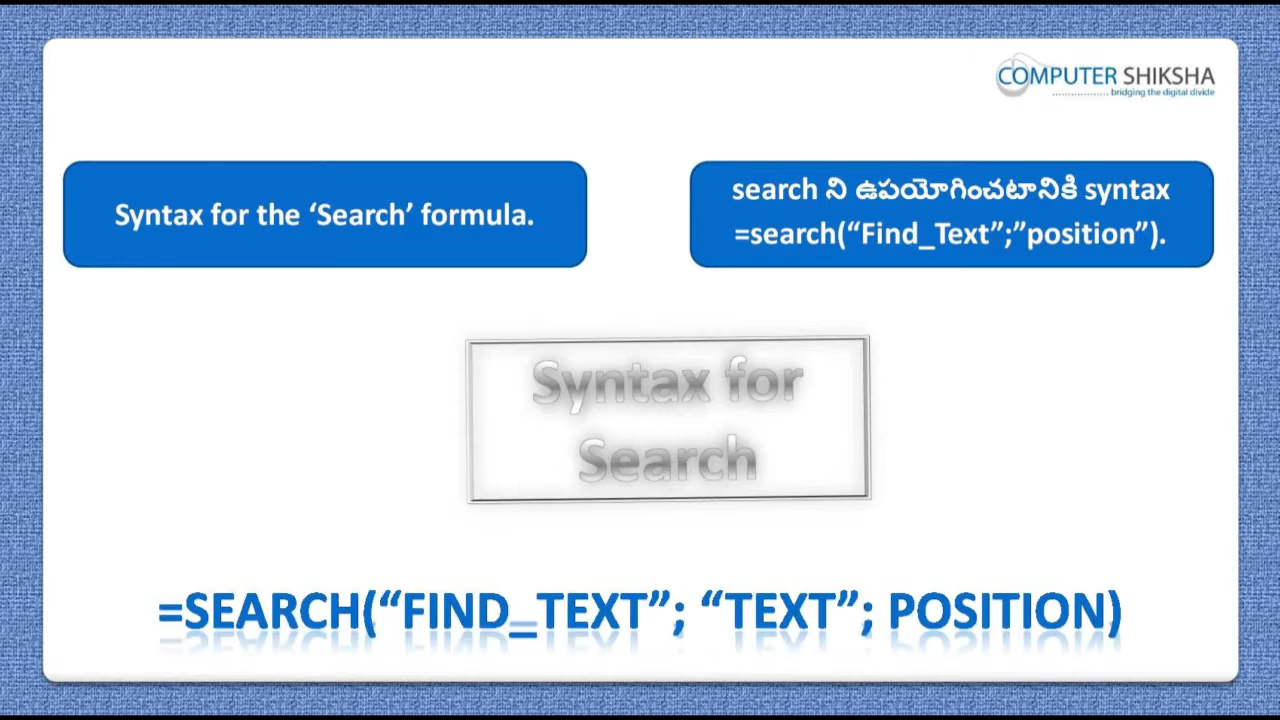 COMPUTER SHIKSHA
bridging the digital divide
Syntax for the ‘Search’ formula.
search ని ఉపయోగించటానికి syntax
=search(“Find_Text”;”position”).
Syntax for
Search
=SEARCH(“FIND_TEXT”; “TEXT”; POSITION)